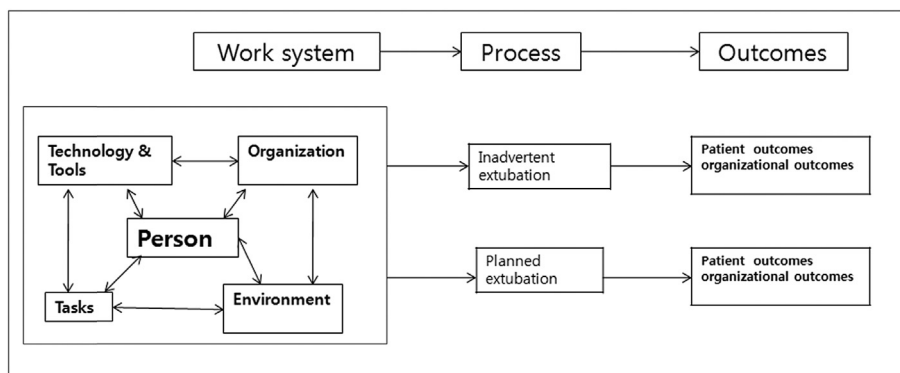 Work system
Process
Outcomes
Technology &
Tools
Organization
Person
Tasks
Environment
Inadvertent
extubation
Patient outcomes
organizational outcomes
Planned
extubation
Patient outcomes
organizational outcomes